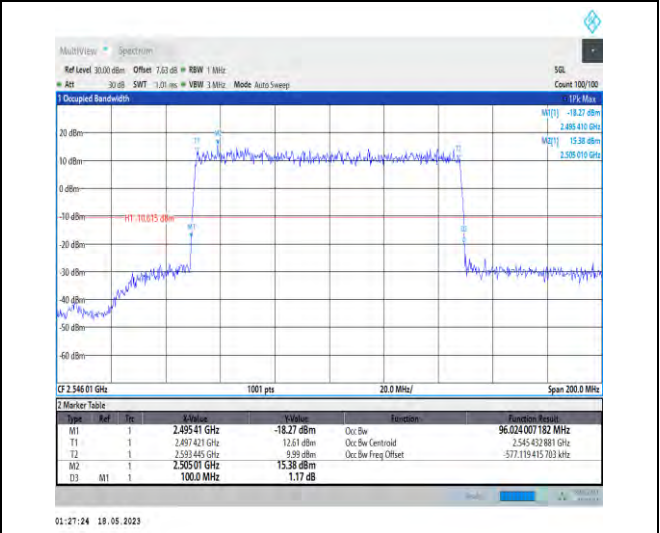 MultiView Spectrum
Ref Level 30.00 dBm Offset 7.63 dB RBW 1 MHz SGL
Att 30 dB SWT 1.01 ms VBW 3 MHz Mode Auto Sweep Count 100/100
1 Occupied Bandwidth 1Pk Max
M1[1] -18.27 dBm
2.495 410 GHz
M2[1] 15.38 dBm
2.505 010 GHz
20 dBm
M2
T1
T2
10 dBm
0 dBm
-10 dBm
H1 -10.615 dBm
M1
D3
-20 dBm
-30 dBm
-40 dBm
-50 dBm
-60 dBm
CF 2.546 01 GHz 1001 pts 20.0 MHz/ Span 200.0 MHz
2 Marker Table
Type Ref Trc X-Value Y-Value Function Function Result
M1 1 2.495 41 GHz -18.27 dBm Occ Bw 96.024 007 182 MHz
T1 1 2.497 421 GHz 12.61 dBm Occ Bw Centroid 2.545 432 881 GHz
T2 1 2.593 445 GHz 9.99 dBm Occ Bw Freq Offset -577.119 415 703 kHz
M2 1 2.505 01 GHz 15.38 dBm
D3 M1 1 100.0 MHz 1.17 dB
01:27:24 18.05.2023